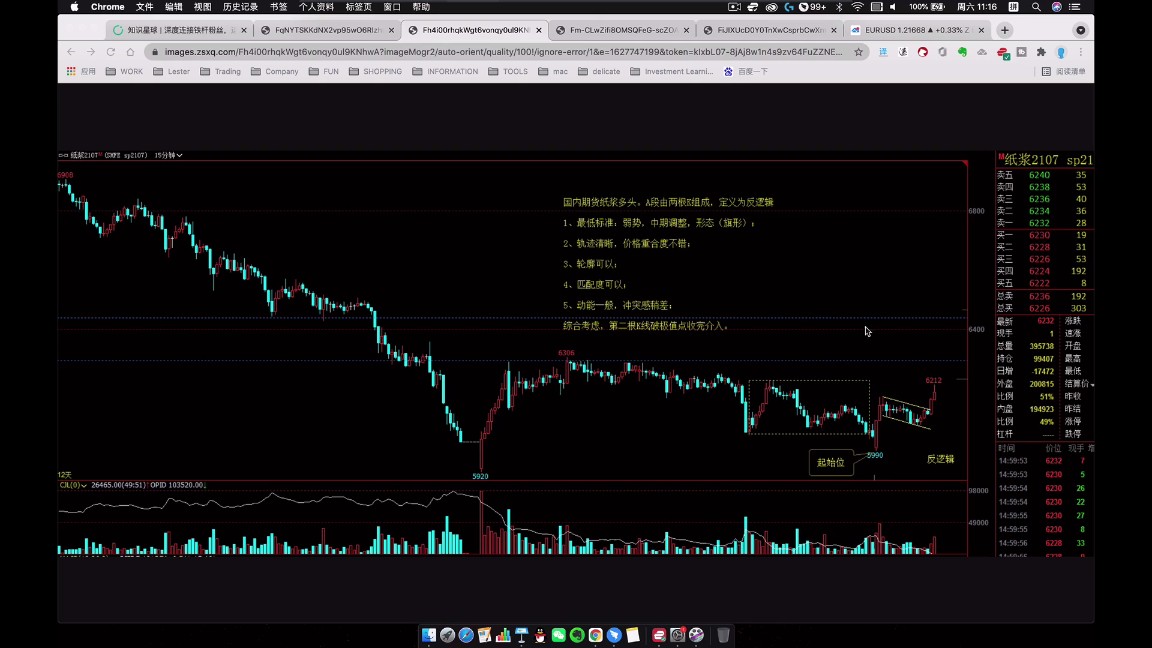 Chrome 文件 编辑 视图 历史记录 书签 个人资料 标签页 窗口 帮助 99+ 100% 拼 周六 11:16
知识星球 | 深度连接铁杆粉丝, FqNYTSKKdNX2vp95wO6RIzH Fh4i00rhqkWgt6vonqy0ul9KN Fm-CLwZifI8OMSQFeG-scZO FiJIXUcD0Y0TnXwCsprbCwXm EURUSD 1.21668 ▲ +0.33%
images.zsxq.com/Fh4i00rhqkWgt6vonqy0ul9KNhwA?imageMogr2/auto-orient/quality/100!/ignore-error/1&e=1627747199&token=
应用 WORK Lester Trading Company FUN SHOPPING INFORMATION TOOLS mac delicate Investment Learni... 百度一下 阅读清单
纸浆2107 (SHFE sp2107) 15分钟
纸浆2107 sp21
6908
6800
6400
国内期货纸浆多头。A段由两根K组成，定义为反逻辑
1、最低标准，弱势，中期调整，形态（旗形）；
2、轨迹清晰，价格重合度不错；
3、轮廓可以；
4、匹配度可以；
5、动能一般，冲突感稍差；
综合考虑，第二根K线破极值点收完介入。
6306
6212
5990
5920
起始位
反逻辑
12天
CJL(0) 26465.00(49:51) OPID 103520.00↓
98000
49000
卖五 6240 35
卖四 6238 53
卖三 6236 40
卖二 6234 36
卖一 6232 28
买一 6230 19
买二 6228 31
买三 6226 53
买四 6224 192
买五 6222 8
总卖 6236 192
总买 6226 303
最新 6232 涨跌
现手 1 速涨
总量 395738 开盘
持仓 99407 最高
日增 -17472 最低
外盘 200815 结算价
比例 51% 昨收
内盘 194923 昨结
比例 49% 涨停
杠杆 ---- 跌停
时间 价位 现手
14:59:53 6232 7
14:59:53 6230 5
14:59:54 6230 26
14:59:54 6230 22
14:59:55 6230 27
14:59:55 6230 8
14:59:56 6228 33